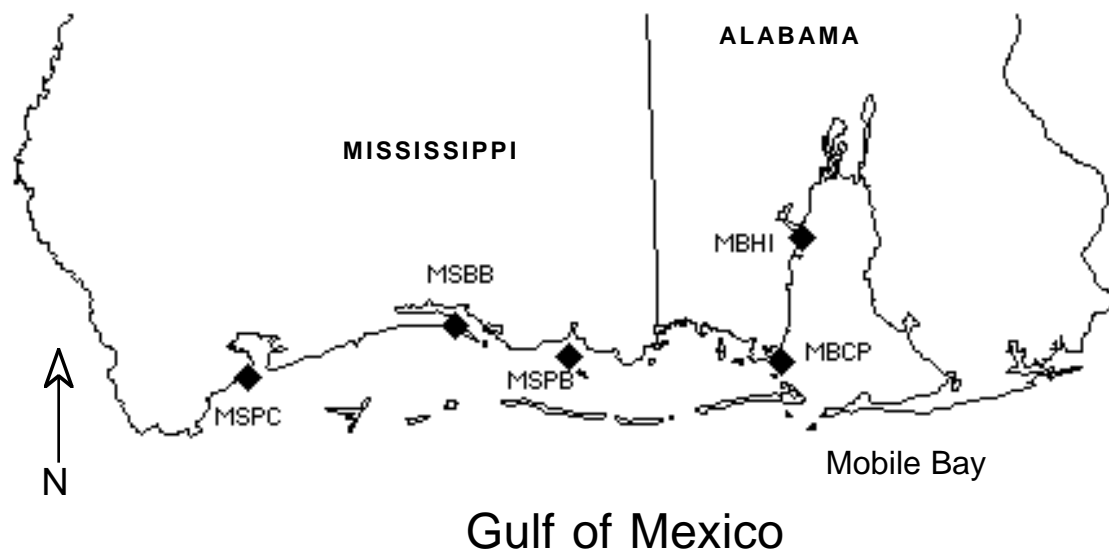 ALABAMA
MISSISSIPPI
MBHI
MSBB
MBCP
MSPB
MSPC
N
Mobile Bay
Gulf of Mexico